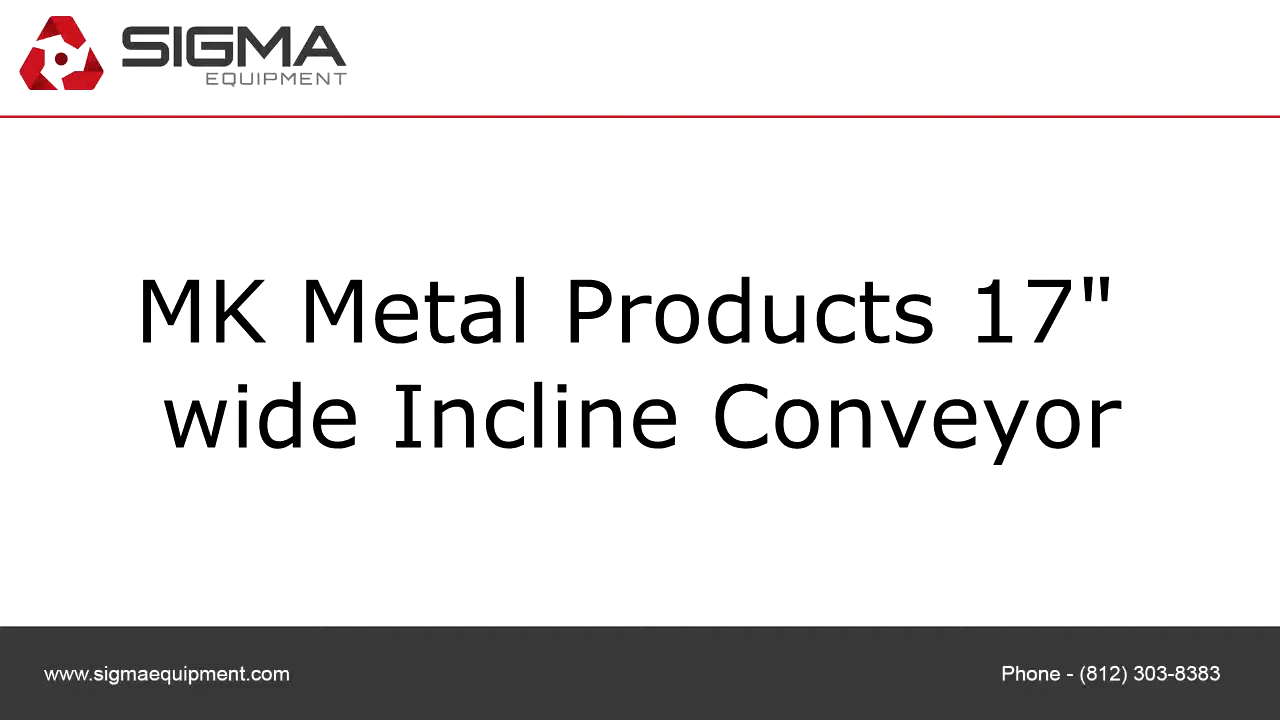 SIGMA
EQUIPMENT
MK Metal Products 17"
wide Incline Conveyor
www.sigmaequipment.com
Phone - (812) 303-8383